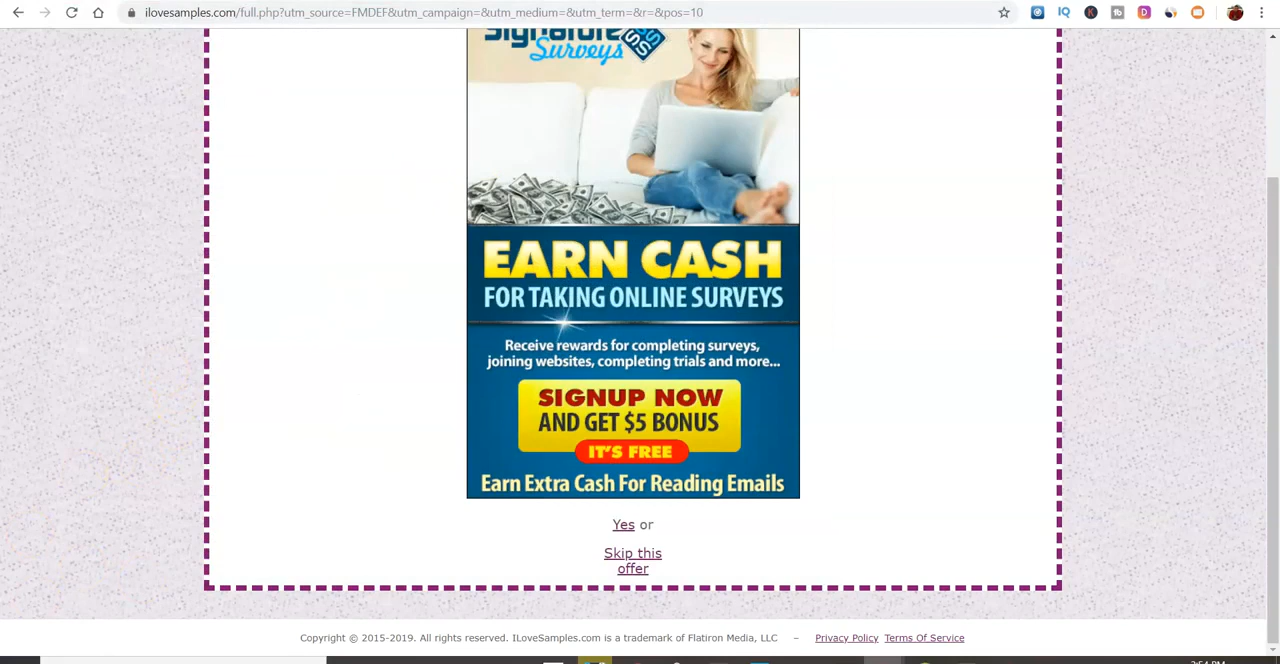 ilovesamples.com/full.php?utm_source=FMDEF&utm_campaign=&utm_medium=&utm_term=&r=&pos=10
IQ
K
D
Signature
Surveys
SS
EARN CASH
FOR TAKING ONLINE SURVEYS
Receive rewards for completing surveys,
joining websites, completing trials and more...
SIGNUP NOW
AND GET $5 BONUS
IT'S FREE
Earn Extra Cash For Reading Emails
Yes or
Skip this
offer
Copyright © 2015-2019. All rights reserved. ILoveSamples.com is a trademark of Flatiron Media, LLC – Privacy Policy Terms Of Service